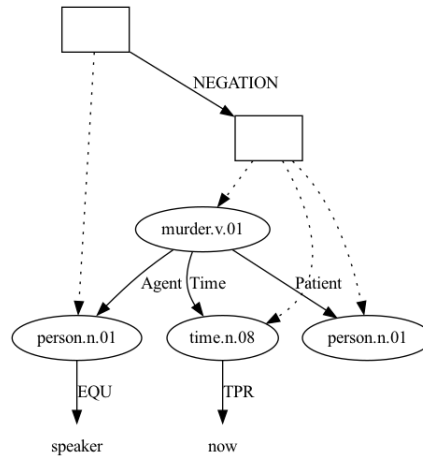 NEGATION
murder.v.01
Agent Time Patient
person.n.01 time.n.08 person.n.01
EQU TPR
speaker now